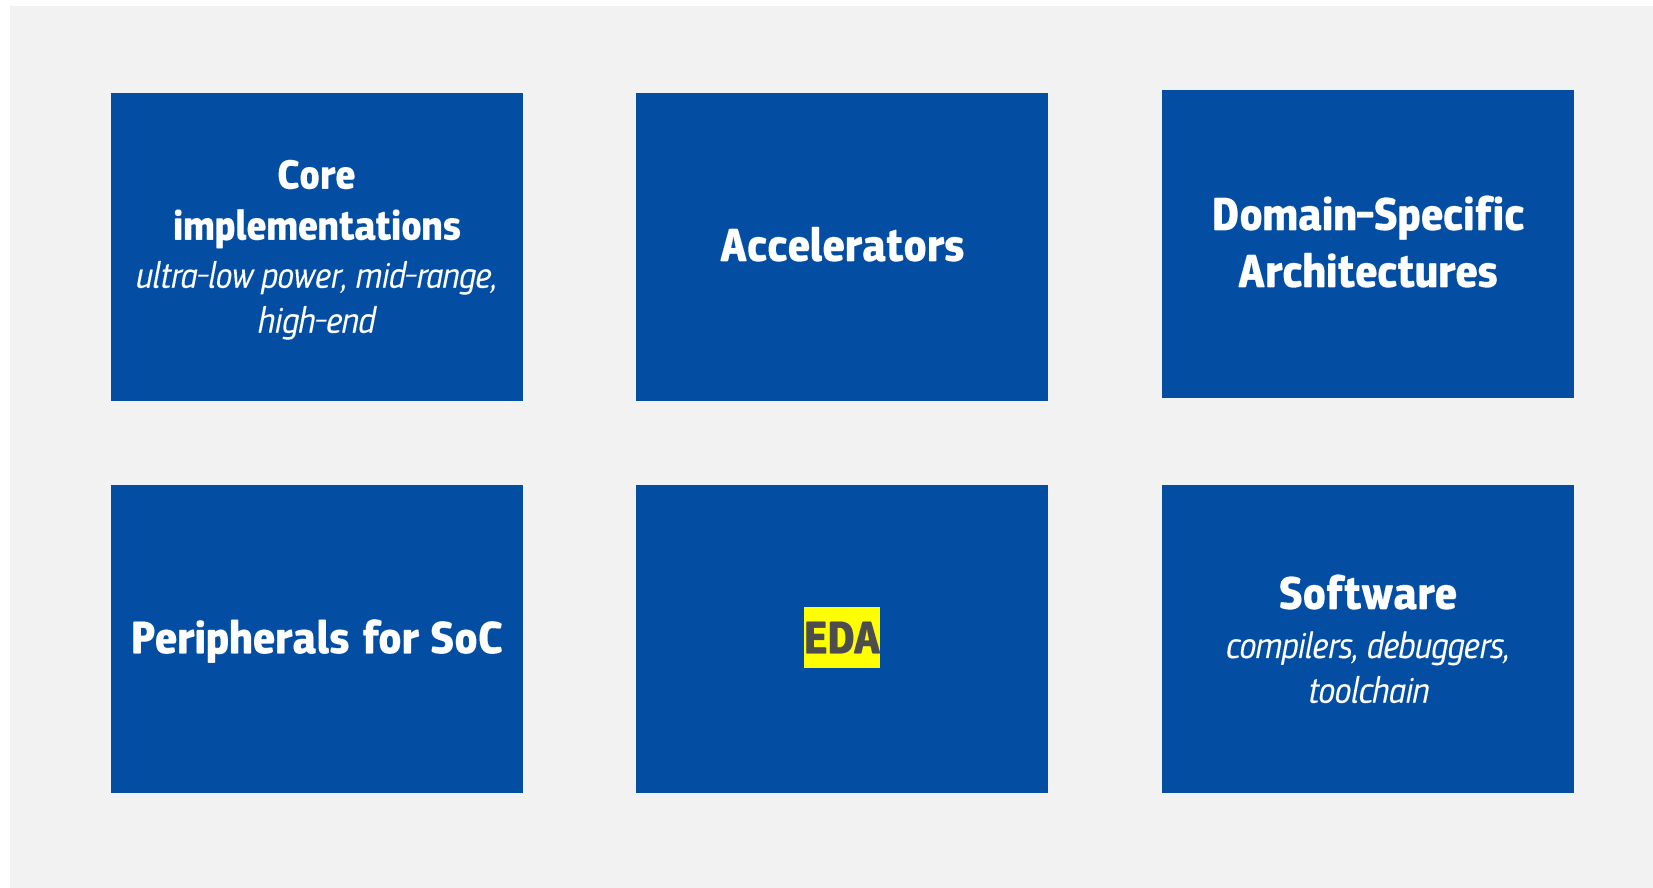 Core
implementations
ultra-low power, mid-range,
high-end
Accelerators
Domain-Specific
Architectures
Peripherals for SoC
EDA
Software
compilers, debuggers,
toolchain